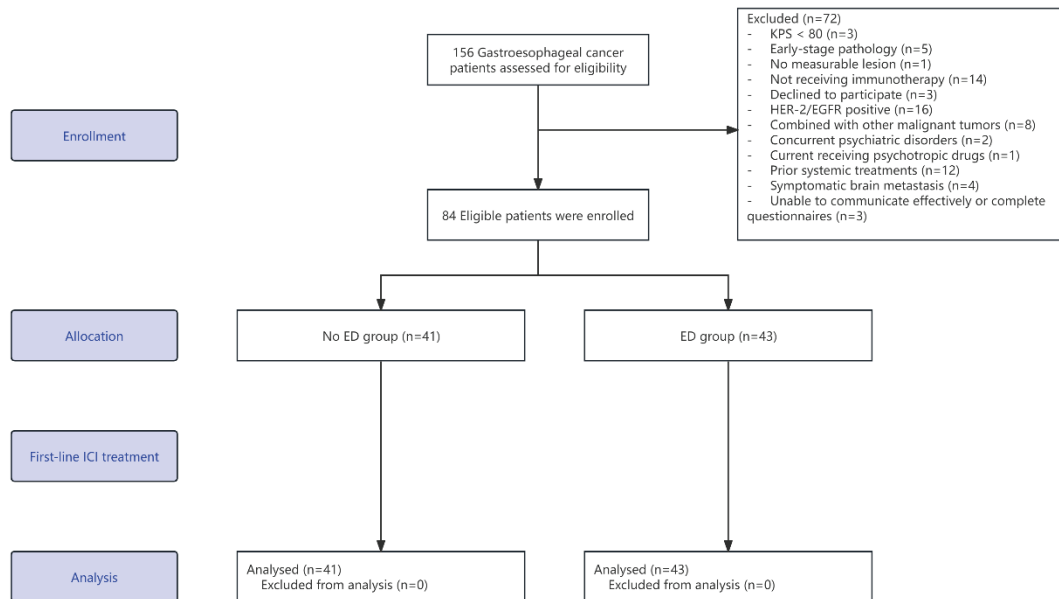 156 Gastroesophageal cancer
patients assessed for eligibility
Excluded (n=72)
- KPS < 80 (n=3)
- Early-stage pathology (n=5)
- No measurable lesion (n=1)
- Not receiving immunotherapy (n=14)
- Declined to participate (n=3)
- HER-2/EGFR positive (n=16)
- Combined with other malignant tumors (n=8)
- Concurrent psychiatric disorders (n=2)
- Current receiving psychotropic drugs (n=1)
- Prior systemic treatments (n=12)
- Symptomatic brain metastasis (n=4)
- Unable to communicate effectively or complete
questionnaires (n=3)
Enrollment
84 Eligible patients were enrolled
Allocation
No ED group (n=41)
ED group (n=43)
First-line ICI treatment
Analysis
Analysed (n=41)
Excluded from analysis (n=0)
Analysed (n=43)
Excluded from analysis (n=0)